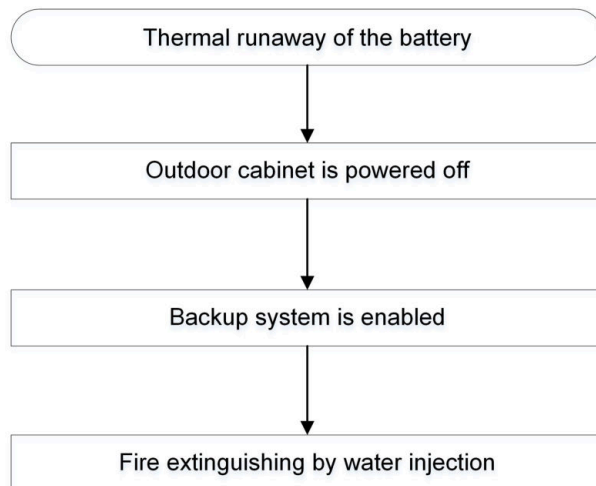 Thermal runaway of the battery
Outdoor cabinet is powered off
Backup system is enabled
Fire extinguishing by water injection